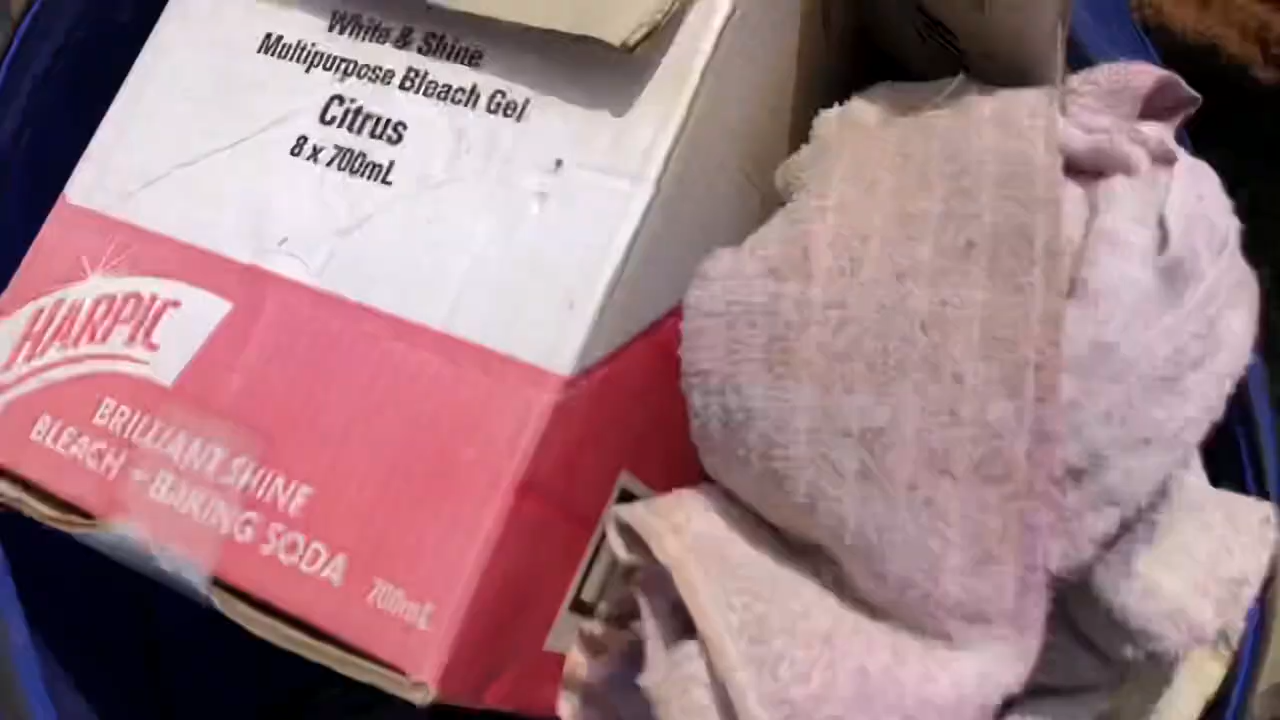 White & Shine
Multipurpose Bleach Gel
Citrus
8 x 700mL
HARPIC
BRILLIANT SHINE
BLEACH + BAKING SODA
700mL